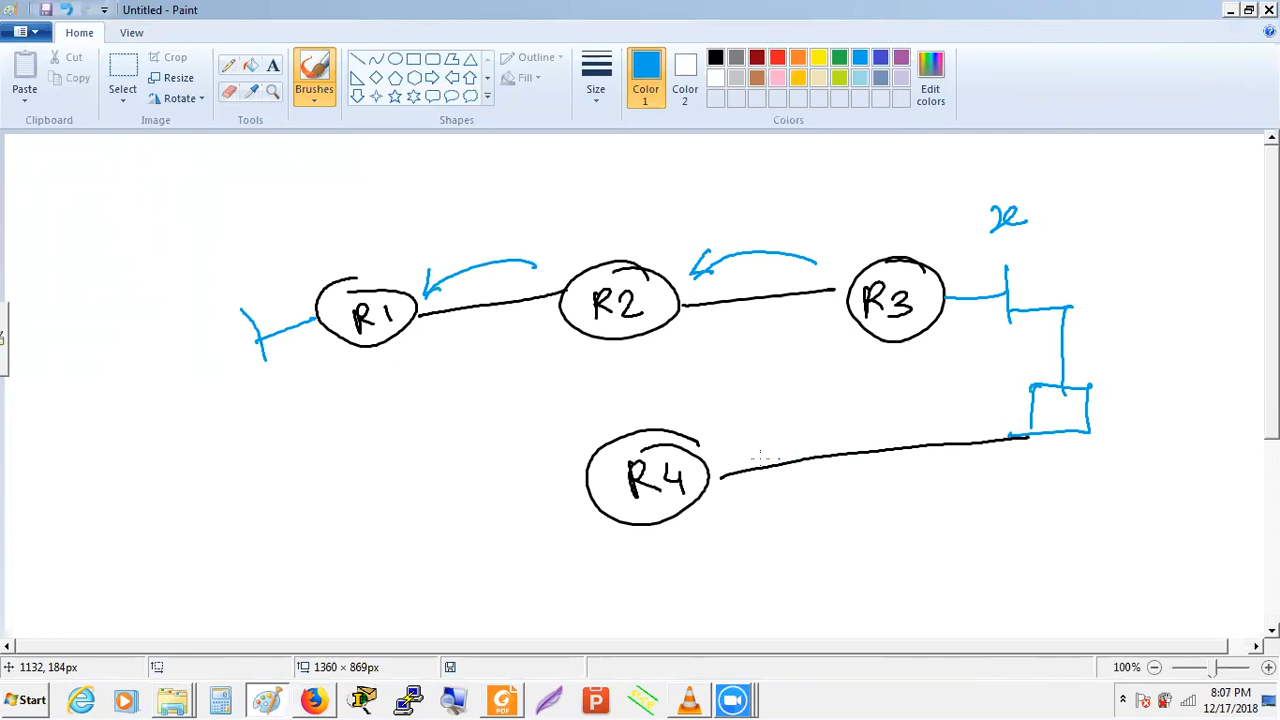 Untitled - Paint
Home
View
Paste
Cut
Copy
Clipboard
Select
Crop
Resize
Rotate
Image
A
Tools
Brushes
Outline
Fill
Shapes
Size
Color 1
Color 2
Edit colors
Colors
x
R1
R2
R3
R4
1132, 184px
1360 × 869px
100%
Start
PDF
P
8:07 PM
12/17/2018